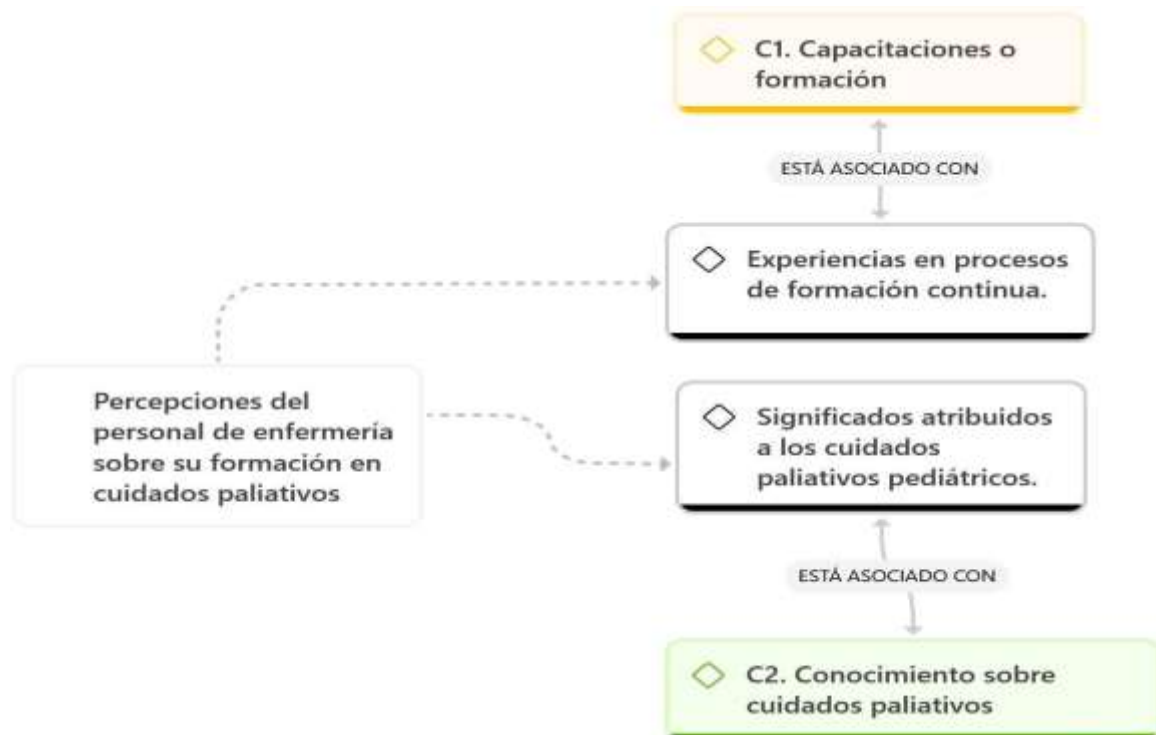 C1. Capacitaciones o
formación
ESTÁ ASOCIADO CON
Experiencias en procesos
de formación continua.
Percepciones del
personal de enfermería
sobre su formación en
cuidados paliativos
Significados atribuidos
a los cuidados
paliativos pediátricos.
ESTÁ ASOCIADO CON
C2. Conocimiento sobre
cuidados paliativos